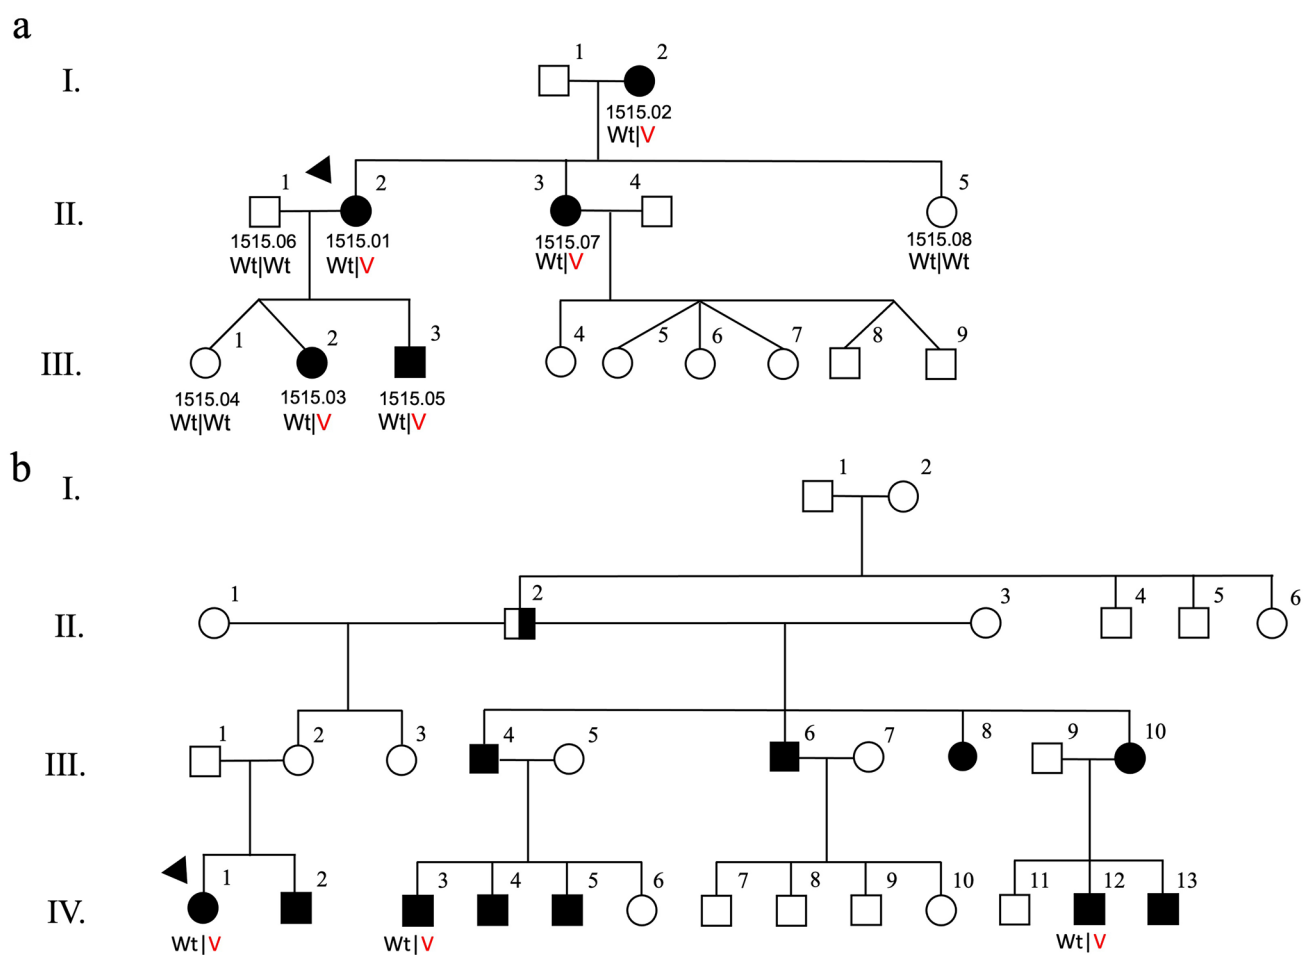 a
1 2
I.
1515.02
Wt|V
1 2 3 4 5
II.
1515.06 1515.01 1515.07 1515.08
Wt|Wt Wt|V Wt|V Wt|Wt
1 2 3 4 5 6 7 8 9
III.
1515.04 1515.03 1515.05
Wt|Wt Wt|V Wt|V
b
1 2
I.
1 2 3 4 5 6
II.
1 2 3 4 5 6 7 8 9 10
III.
1 2 3 4 5 6 7 8 9 10 11 12 13
IV.
Wt|V Wt|V Wt|V